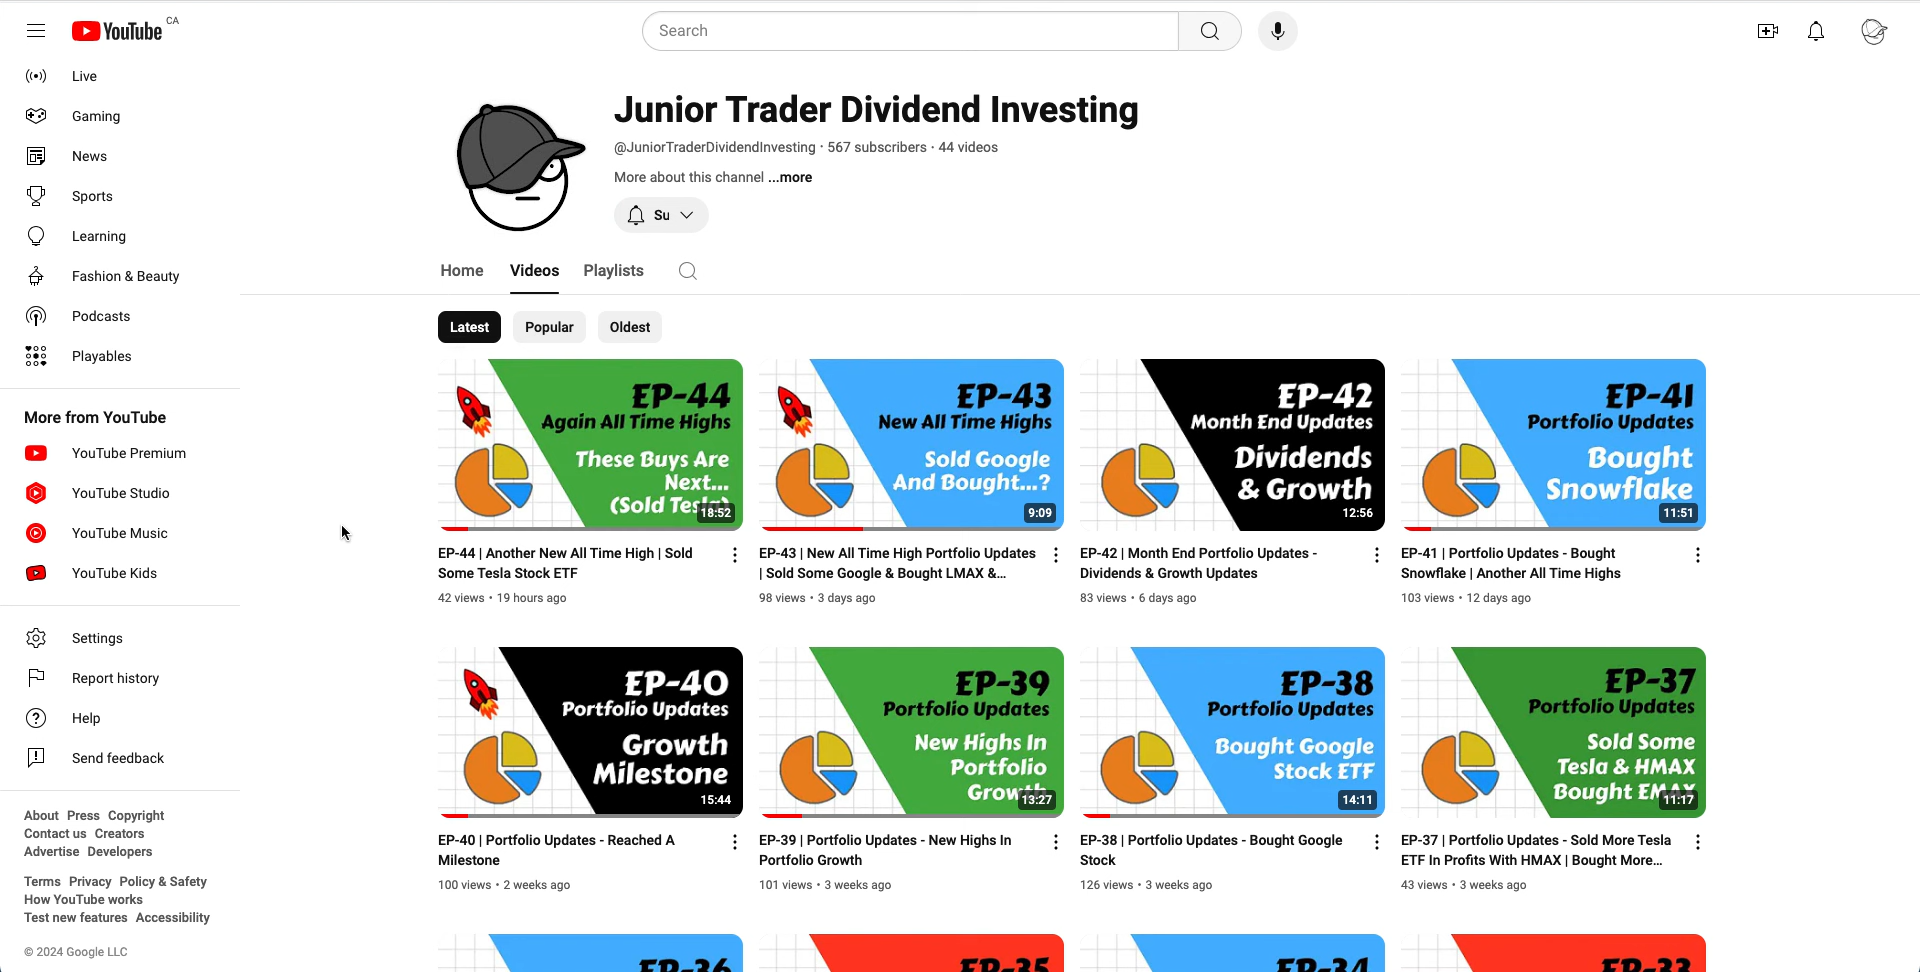 YouTube CA
Search
Live
Gaming
News
Sports
Learning
Fashion & Beauty
Podcasts
Playables
More from YouTube
YouTube Premium
YouTube Studio
YouTube Music
YouTube Kids
Settings
Report history
Help
Send feedback
About Press Copyright
Contact us Creators
Advertise Developers
Terms Privacy Policy & Safety
How YouTube works
Test new features Accessibility
© 2024 Google LLC
Junior Trader Dividend Investing
@JuniorTraderDividendInvesting · 567 subscribers · 44 videos
More about this channel ...more
Su
Home Videos Playlists
Latest Popular Oldest
EP-44
Again All Time Highs
These Buys Are
Next...
(Sold Tesla)
18:52
EP-44 | Another New All Time High | Sold
Some Tesla Stock ETF
42 views • 19 hours ago
EP-43
New All Time Highs
Sold Google
And Bought...?
9:09
EP-43 | New All Time High Portfolio Updates
| Sold Some Google & Bought LMAX &...
98 views • 3 days ago
EP-42
Month End Updates
Dividends
& Growth
12:56
EP-42 | Month End Portfolio Updates -
Dividends & Growth Updates
83 views • 6 days ago
EP-41
Portfolio Updates
Bought
Snowflake
11:51
EP-41 | Portfolio Updates - Bought
Snowflake | Another All Time Highs
103 views • 12 days ago
EP-40
Portfolio Updates
Growth
Milestone
15:44
EP-40 | Portfolio Updates - Reached A
Milestone
100 views • 2 weeks ago
EP-39
Portfolio Updates
New Highs In
Portfolio
Growth
13:27
EP-39 | Portfolio Updates - New Highs In
Portfolio Growth
101 views • 3 weeks ago
EP-38
Portfolio Updates
Bought Google
Stock ETF
14:11
EP-38 | Portfolio Updates - Bought Google
Stock
126 views • 3 weeks ago
EP-37
Portfolio Updates
Sold Some
Tesla & HMAX
Bought EMAX
11:17
EP-37 | Portfolio Updates - Sold More Tesla
ETF In Profits With HMAX | Bought More...
43 views • 3 weeks ago
EP-36
EP-35
EP-34
EP-33